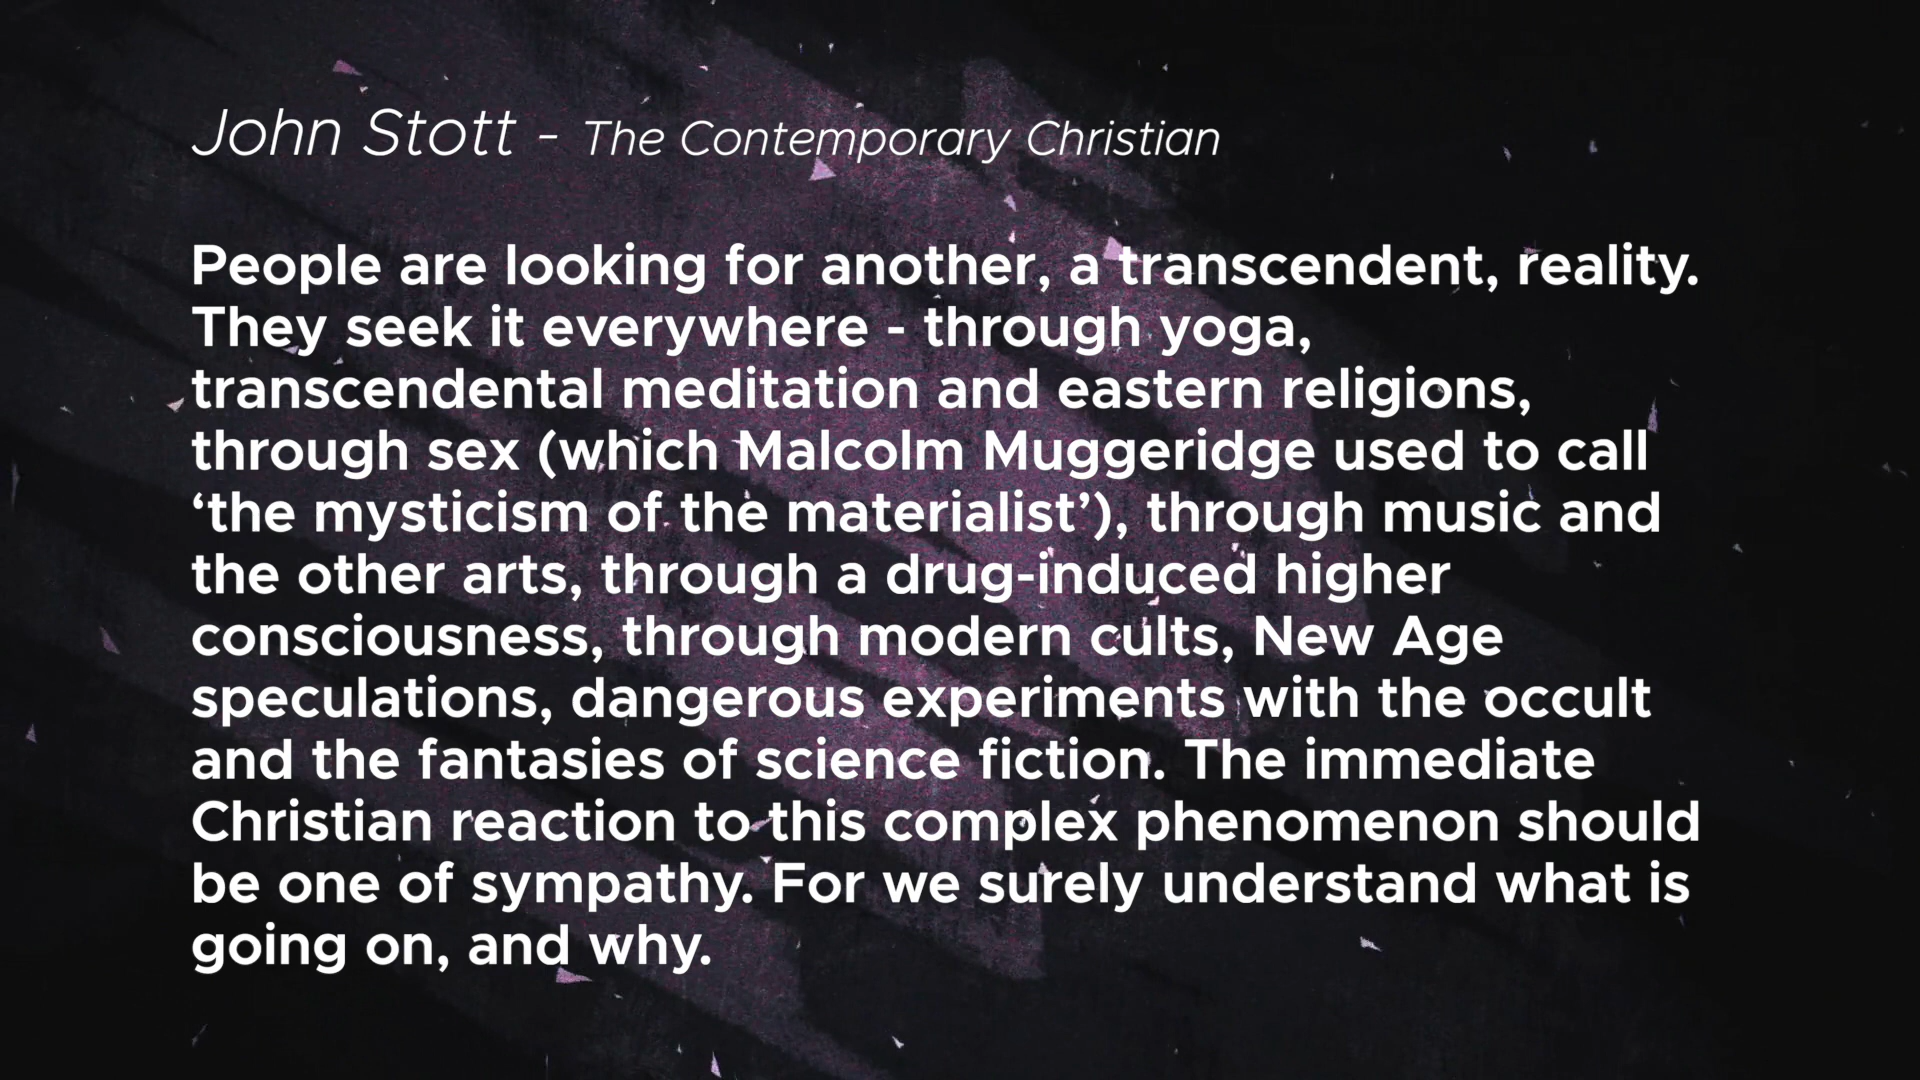 John Stott - The Contemporary Christian
People are looking for another, a transcendent, reality.
They seek it everywhere - through yoga,
transcendental meditation and eastern religions,
through sex (which Malcolm Muggeridge used to call
‘the mysticism of the materialist’), through music and
the other arts, through a drug-induced higher
consciousness, through modern cults, New Age
speculations, dangerous experiments with the occult
and the fantasies of science fiction. The immediate
Christian reaction to this complex phenomenon should
be one of sympathy. For we surely understand what is
going on, and why.